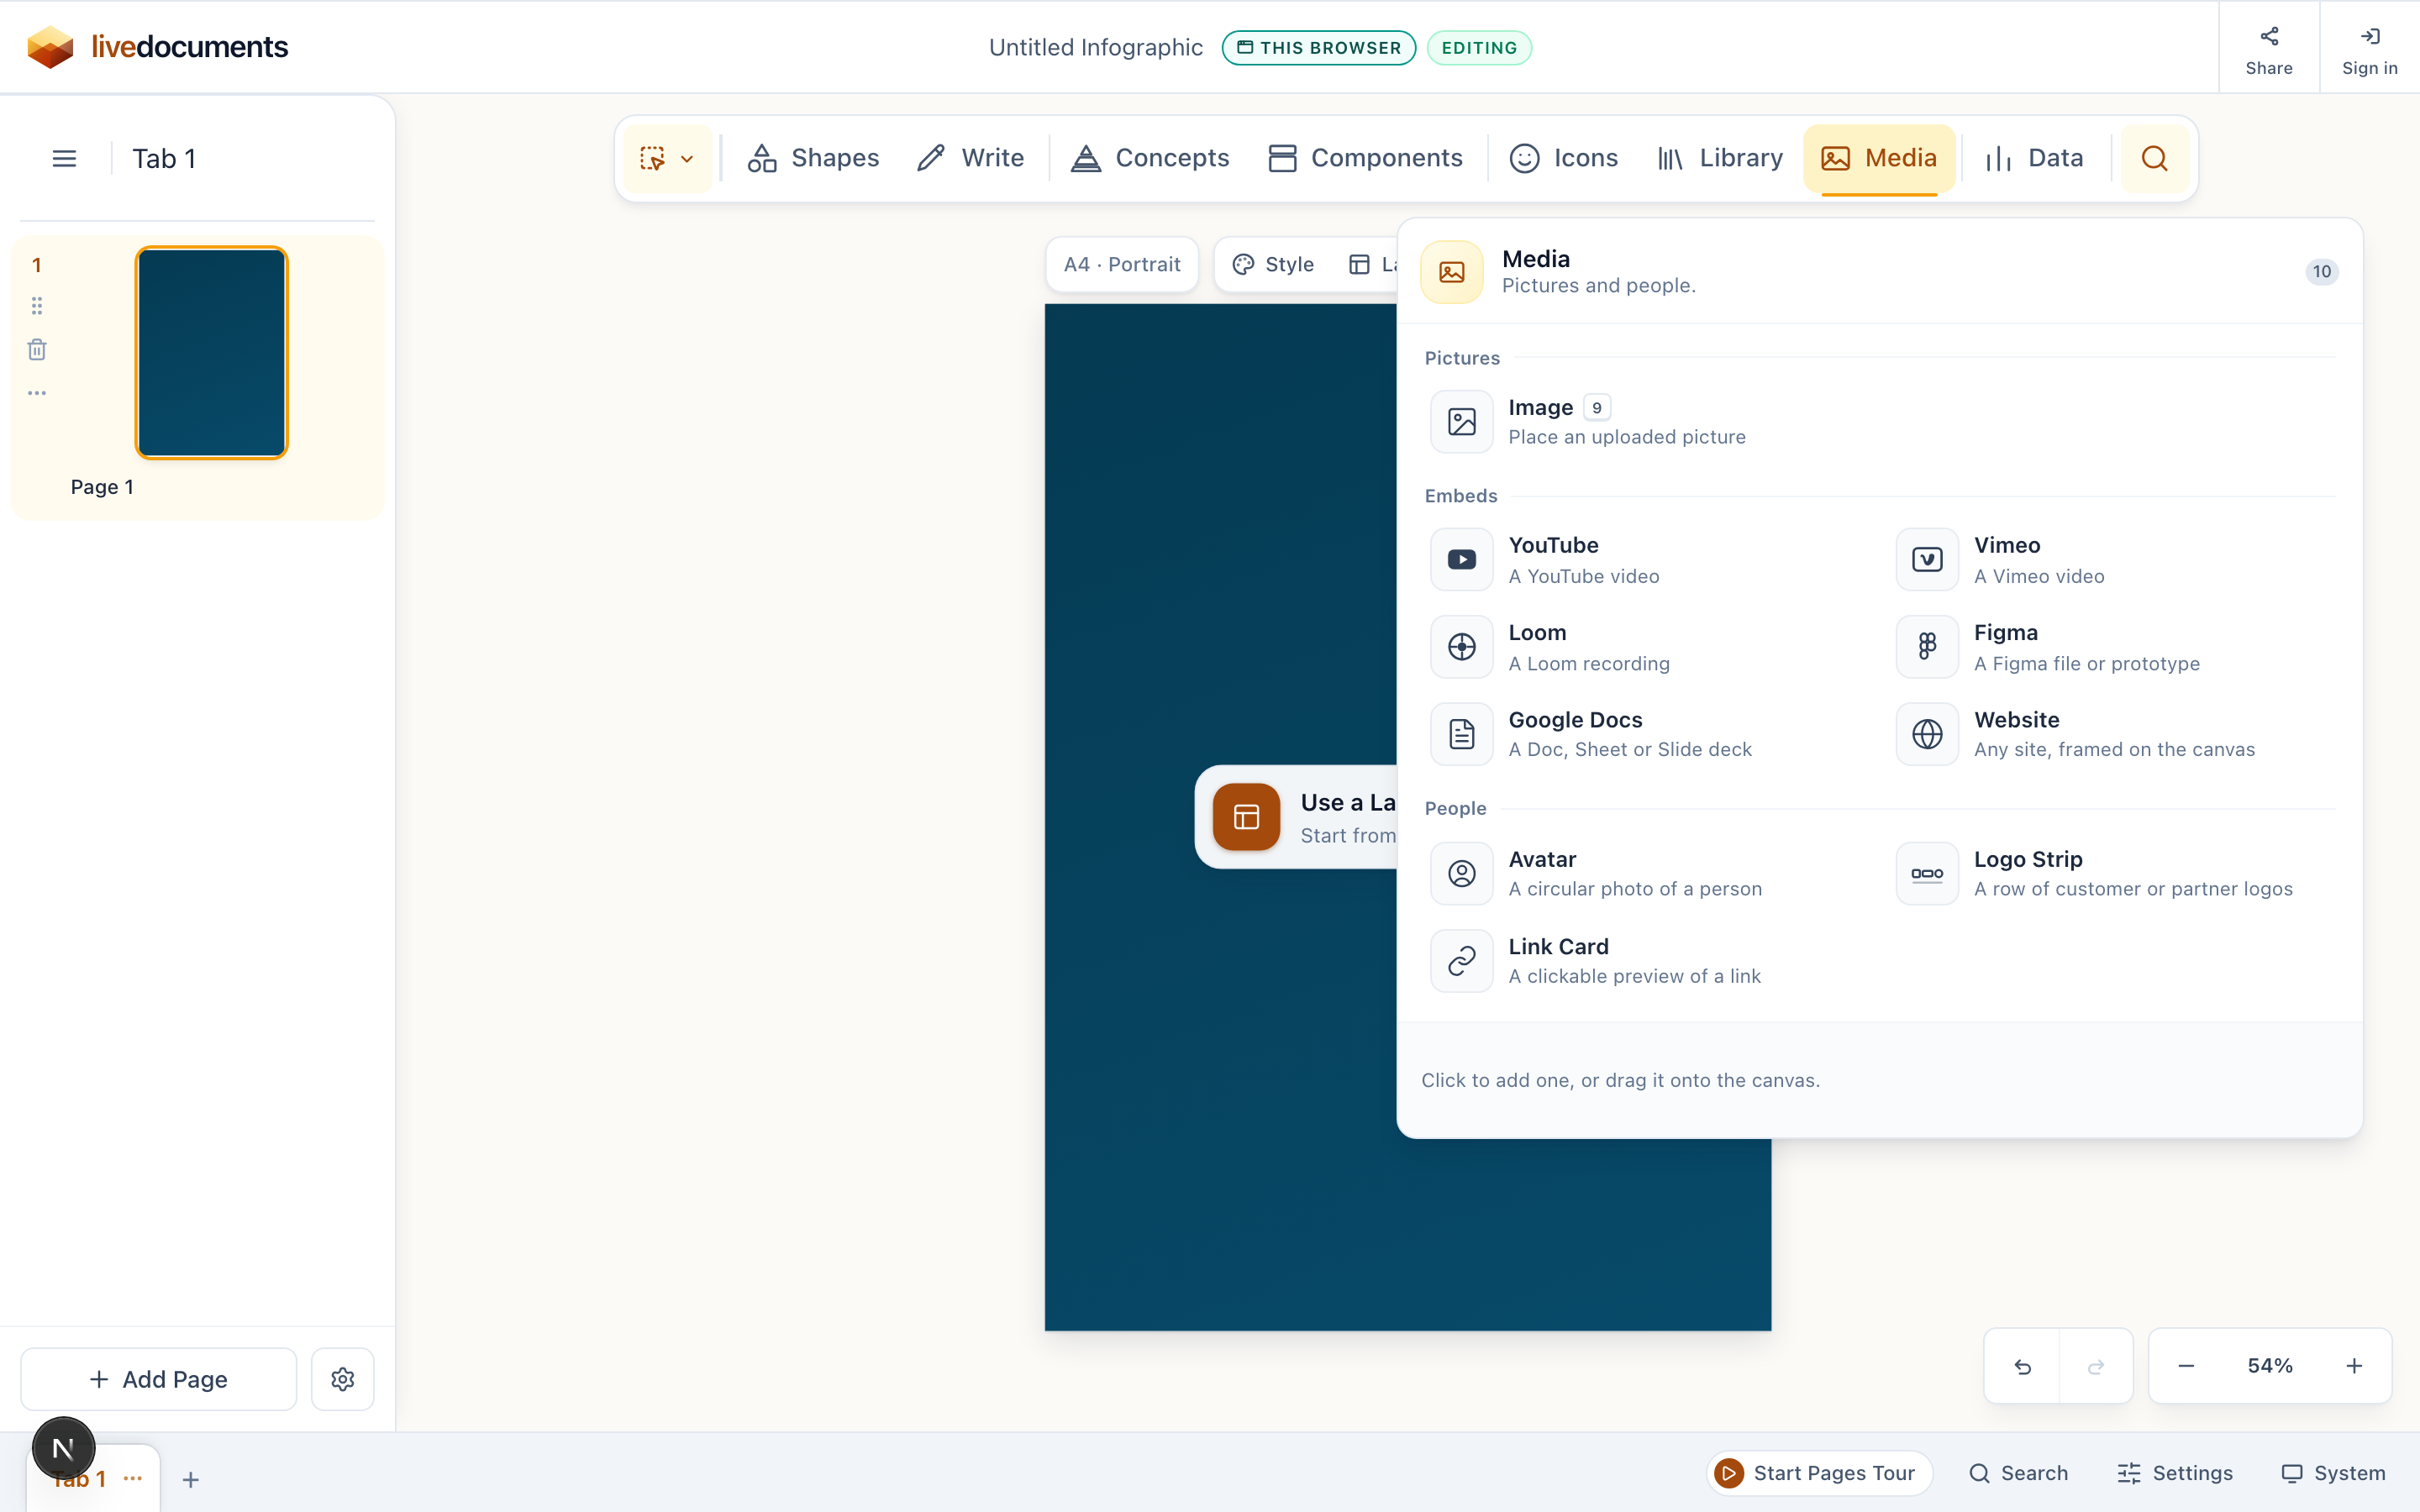 livedocuments
Untitled Infographic
THIS BROWSER
EDITING
Share
Sign in
Tab 1
Shapes
Write
Concepts
Components
Icons
Library
Media
Data
1
Page 1
A4 · Portrait
Style
La
Use a La
Start from
Media
Pictures and people.
10
Pictures
Image 9
Place an uploaded picture
Embeds
YouTube
A YouTube video
Vimeo
A Vimeo video
Loom
A Loom recording
Figma
A Figma file or prototype
Google Docs
A Doc, Sheet or Slide deck
Website
Any site, framed on the canvas
People
Avatar
A circular photo of a person
Logo Strip
A row of customer or partner logos
Link Card
A clickable preview of a link
Click to add one, or drag it onto the canvas.
Add Page
54%
N
Tab 1
Start Pages Tour
Search
Settings
System